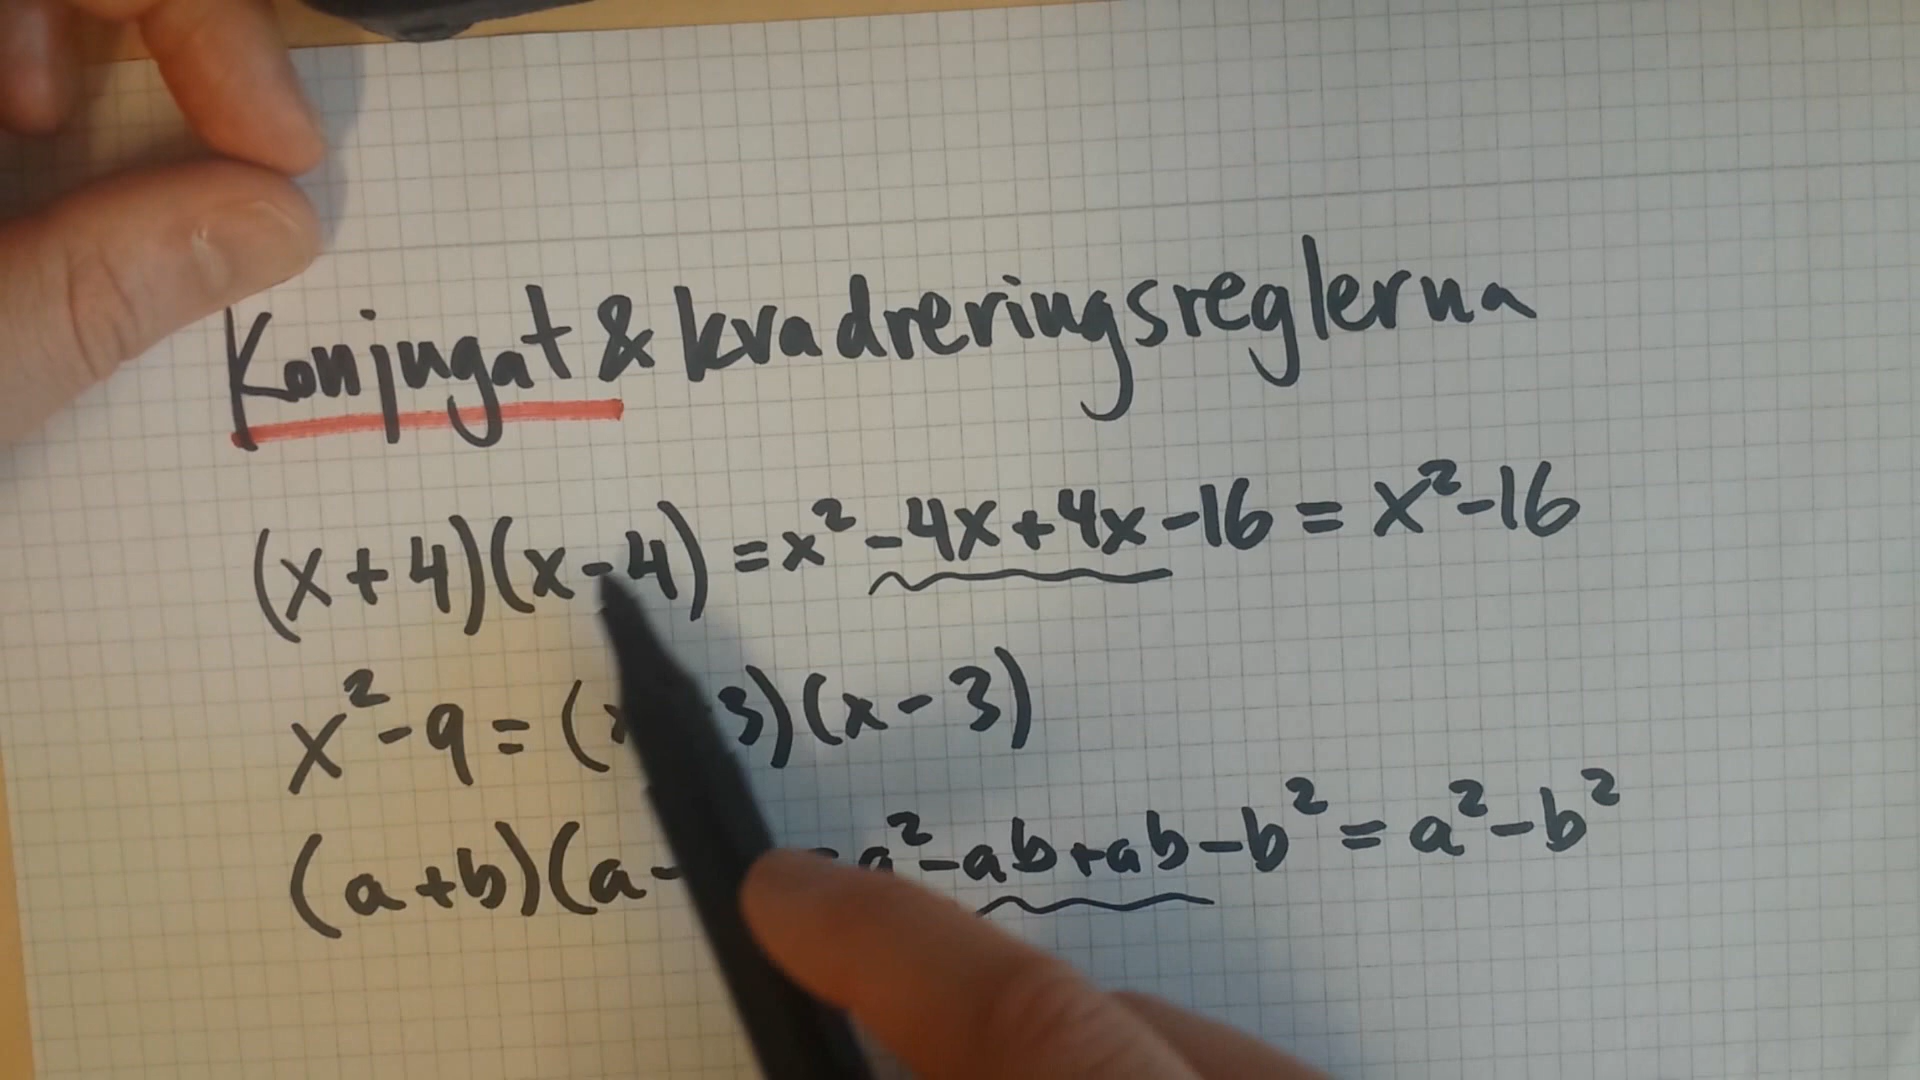 Konjugat & kvadreringsreglerna
(x+4)(x-4) = x² -4x+4x-16 = x²-16
x²-9 = ( 3)(x-3)
(a+b)(a- a²-ab+ab-b² = a²-b²